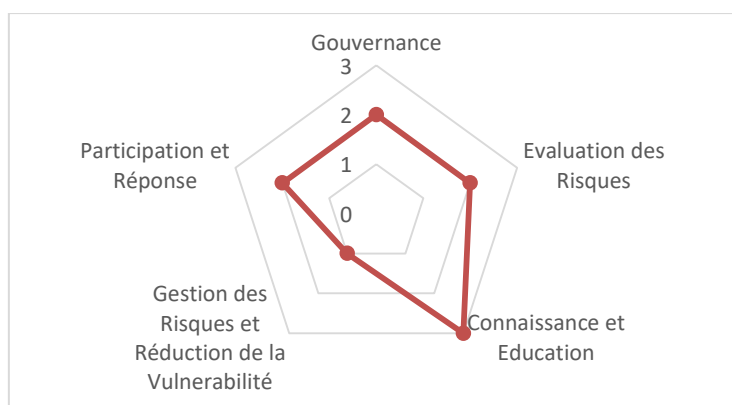 Gouvernance
3
2
1
0
Evaluation des
Risques
Connaissance et
Education
Gestion des
Risques et
Réduction de la
Vulnerabilité
Participation et
Réponse